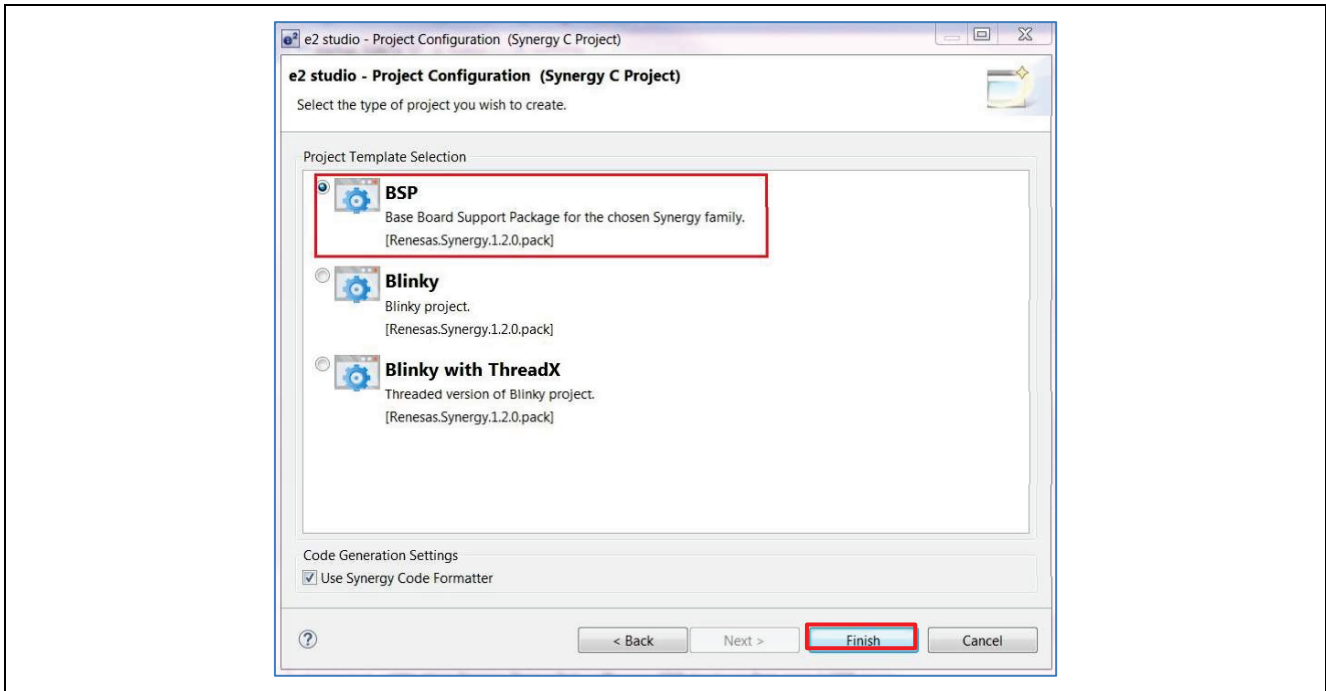 e2 e2 studio - Project Configuration (Synergy C Project)
e2 studio - Project Configuration (Synergy C Project)
Select the type of project you wish to create.
Project Template Selection
BSP
Base Board Support Package for the chosen Synergy family.
[Renesas.Synergy.1.2.0.pack]
Blinky
Blinky project.
[Renesas.Synergy.1.2.0.pack]
Blinky with ThreadX
Threaded version of Blinky project.
[Renesas.Synergy.1.2.0.pack]
Code Generation Settings
Use Synergy Code Formatter
? < Back Next > Finish Cancel